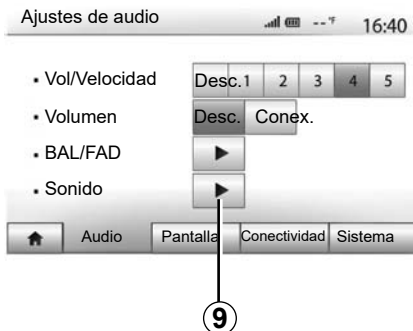 Ajustes de audio -- °F 16:40
• Vol/Velocidad Desc. 1 2 3 4 5
• Volumen Desc. Conex.
• BAL/FAD
• Sonido
Audio Pantalla Conectividad Sistema
9